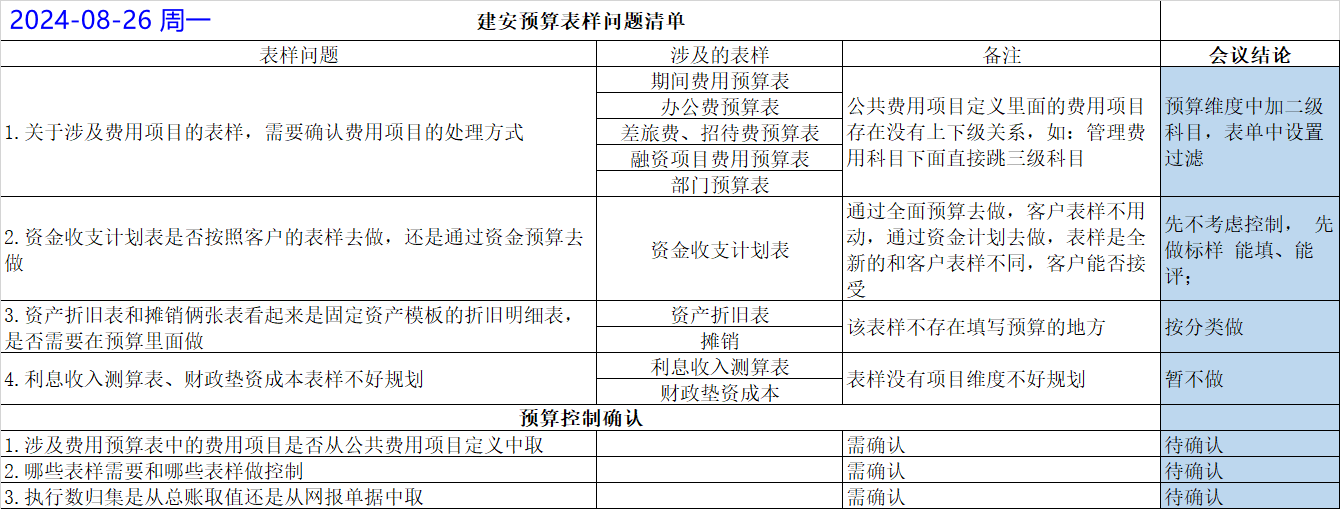 2024-08-26 周一
建安预算表样问题清单
表样问题
涉及的表样
备注
会议结论
1.关于涉及费用项目的表样，需要确认费用项目的处理方式
期间费用预算表
办公费预算表
差旅费、招待费预算表
融资项目费用预算表
部门预算表
公共费用项目定义里面的费用项目
存在没有上下级关系，如：管理费
用科目下面直接跳三级科目
预算维度中加二级
科目，表单中设置
过滤
2.资金收支计划表是否按照客户的表样去做，还是通过资金预算去
做
资金收支计划表
通过全面预算去做，客户表样不用
动，通过资金计划去做，表样是全
新的和客户表样不同，客户能否接
受
先不考虑控制， 先
做标样 能填、能
评；
3.资产折旧表和摊销俩张表看起来是固定资产模板的折旧明细表，
是否需要在预算里面做
资产折旧表
摊销
该表样不存在填写预算的地方
按分类做
4.利息收入测算表、财政垫资成本表样不好规划
利息收入测算表
财政垫资成本
表样没有项目维度不好规划
暂不做
预算控制确认
1.涉及费用预算表中的费用项目是否从公共费用项目定义中取
需确认
待确认
2.哪些表样需要和哪些表样做控制
需确认
待确认
3.执行数归集是从总账取值还是从网报单据中取
需确认
待确认